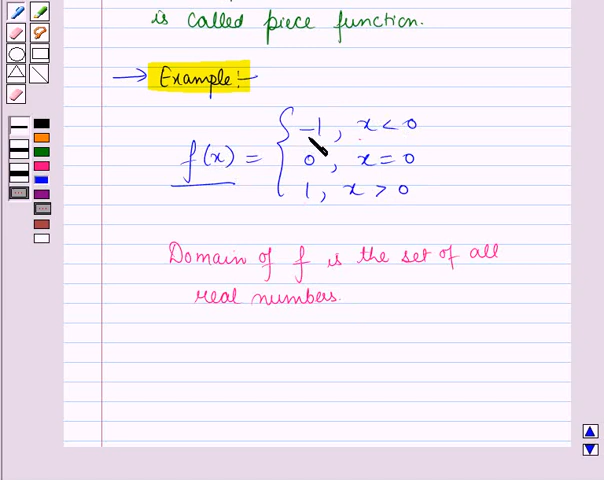 is called piece function.
→ Example:-
-1, x < 0
f(x) = { 0, x = 0
1, x > 0
Domain of f is the set of all
real numbers.